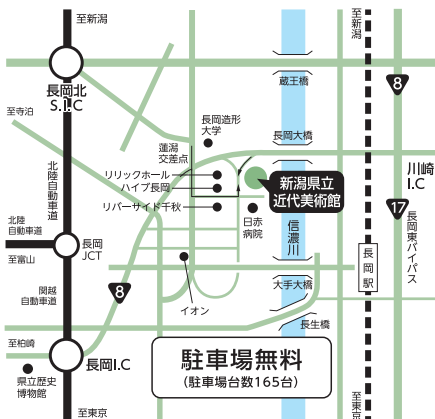 至新潟
至新潟
長岡北
S.I.C
蔵王橋
8
至寺泊
長岡造形
大学
蓮潟
交差点
長岡大橋
川崎
I.C
リリックホール
ハイブ長岡
リバーサイド千秋
新潟県立
近代美術館
北陸自動車道
日赤
病院
信濃川
17
長岡東バイパス
北陸
自動車道
長岡
JCT
至富山
長岡駅
関越
自動車道
8
イオン
大手大橋
長生橋
至柏崎
長岡I.C
県立歴史
博物館
駐車場無料
(駐車場台数165台)
至東京
至東京